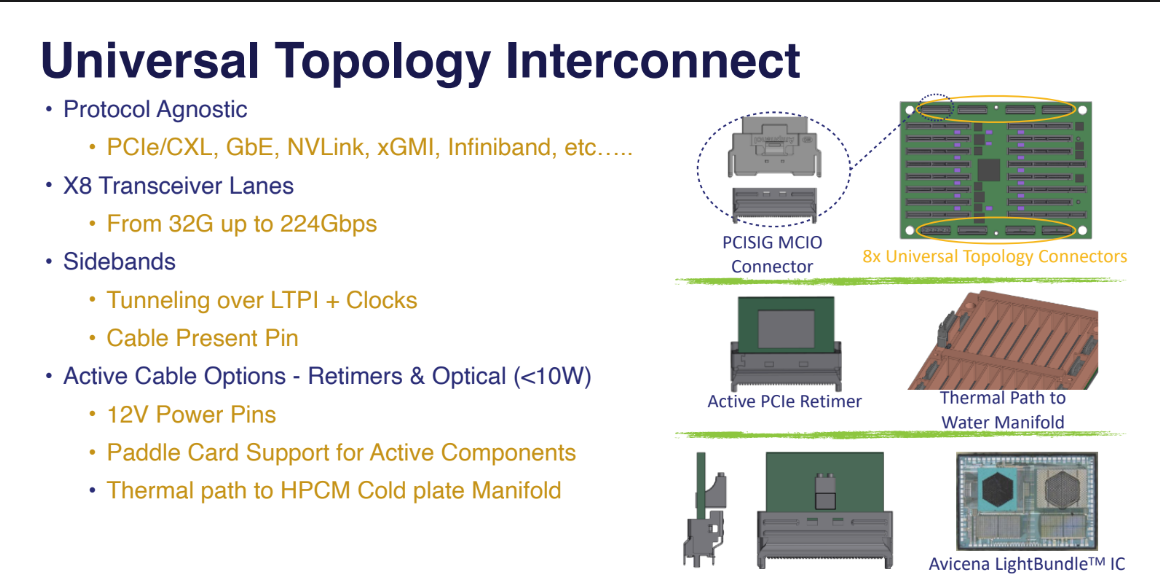 Universal Topology Interconnect
• Protocol Agnostic
• PCIe/CXL, GbE, NVLink, xGMI, Infiniband, etc…..
• X8 Transceiver Lanes
• From 32G up to 224Gbps
• Sidebands
• Tunneling over LTPI + Clocks
• Cable Present Pin
• Active Cable Options - Retimers & Optical (<10W)
• 12V Power Pins
• Paddle Card Support for Active Components
• Thermal path to HPCM Cold plate Manifold
PCISIG MCIO
Connector
8x Universal Topology Connectors
Active PCIe Retimer
Thermal Path to
Water Manifold
Avicena LightBundle™ IC